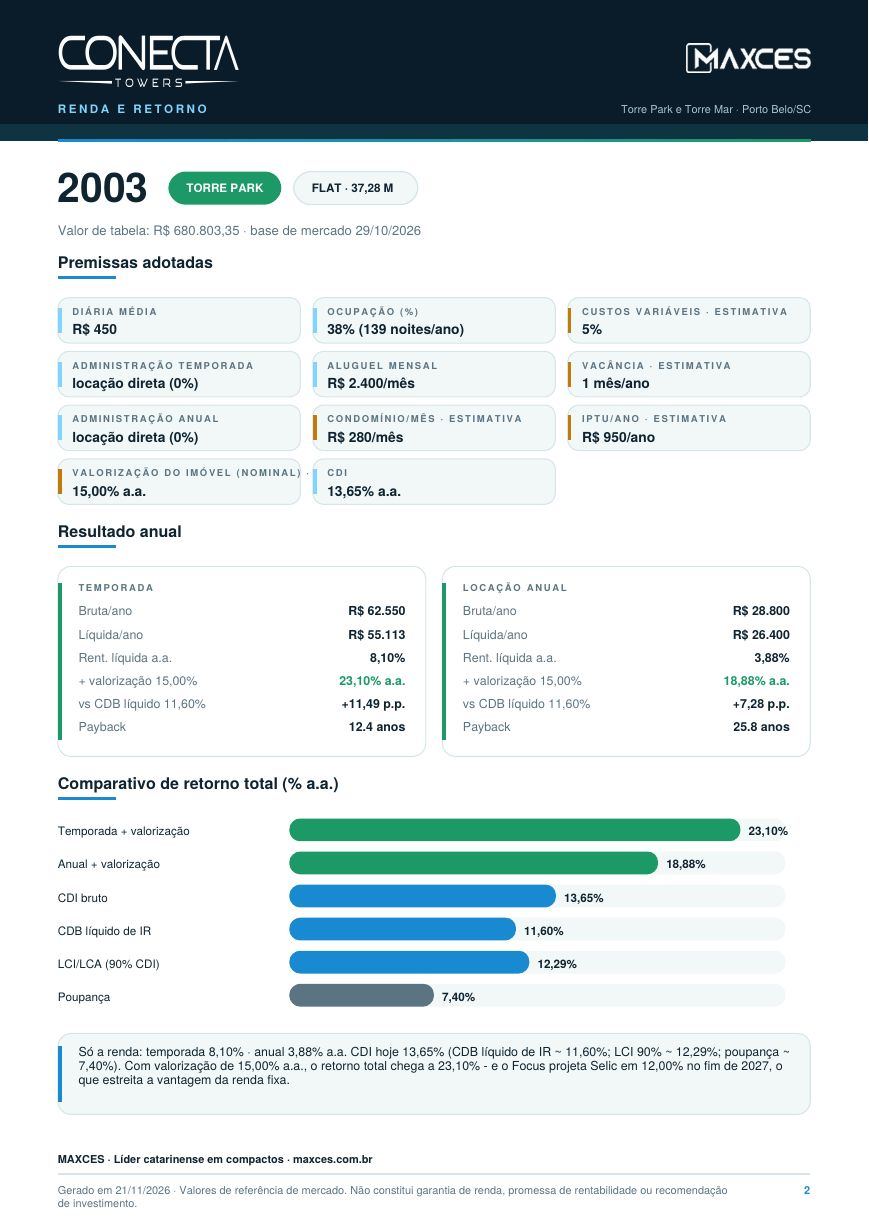 CONECTA
TOWERS
MAXCES
RENDA E RETORNO
Torre Park e Torre Mar · Porto Belo/SC
2003
TORRE PARK
FLAT · 37,28 M
Valor de tabela: R$ 680.803,35 · base de mercado 29/10/2026
Premissas adotadas
DIÁRIA MÉDIA
R$ 450
OCUPAÇÃO (%)
38% (139 noites/ano)
CUSTOS VARIÁVEIS · ESTIMATIVA
5%
ADMINISTRAÇÃO TEMPORADA
locação direta (0%)
ALUGUEL MENSAL
R$ 2.400/mês
VACÂNCIA · ESTIMATIVA
1 mês/ano
ADMINISTRAÇÃO ANUAL
locação direta (0%)
CONDOMÍNIO/MÊS · ESTIMATIVA
R$ 280/mês
IPTU/ANO · ESTIMATIVA
R$ 950/ano
VALORIZAÇÃO DO IMÓVEL (NOMINAL) ·
15,00% a.a.
CDI
13,65% a.a.
Resultado anual
TEMPORADA
Bruta/ano R$ 62.550
Líquida/ano R$ 55.113
Rent. líquida a.a. 8,10%
+ valorização 15,00% 23,10% a.a.
vs CDB líquido 11,60% +11,49 p.p.
Payback 12.4 anos
LOCAÇÃO ANUAL
Bruta/ano R$ 28.800
Líquida/ano R$ 26.400
Rent. líquida a.a. 3,88%
+ valorização 15,00% 18,88% a.a.
vs CDB líquido 11,60% +7,28 p.p.
Payback 25.8 anos
Comparativo de retorno total (% a.a.)
Temporada + valorização 23,10%
Anual + valorização 18,88%
CDI bruto 13,65%
CDB líquido de IR 11,60%
LCI/LCA (90% CDI) 12,29%
Poupança 7,40%
Só a renda: temporada 8,10% · anual 3,88% a.a. CDI hoje 13,65% (CDB líquido de IR ~ 11,60%; LCI 90% ~ 12,29%; poupança ~
7,40%). Com valorização de 15,00% a.a., o retorno total chega a 23,10% - e o Focus projeta Selic em 12,00% no fim de 2027, o
que estreita a vantagem da renda fixa.
MAXCES · Líder catarinense em compactos · maxces.com.br
Gerado em 21/11/2026 · Valores de referência de mercado. Não constitui garantia de renda, promessa de rentabilidade ou recomendação
de investimento.
2